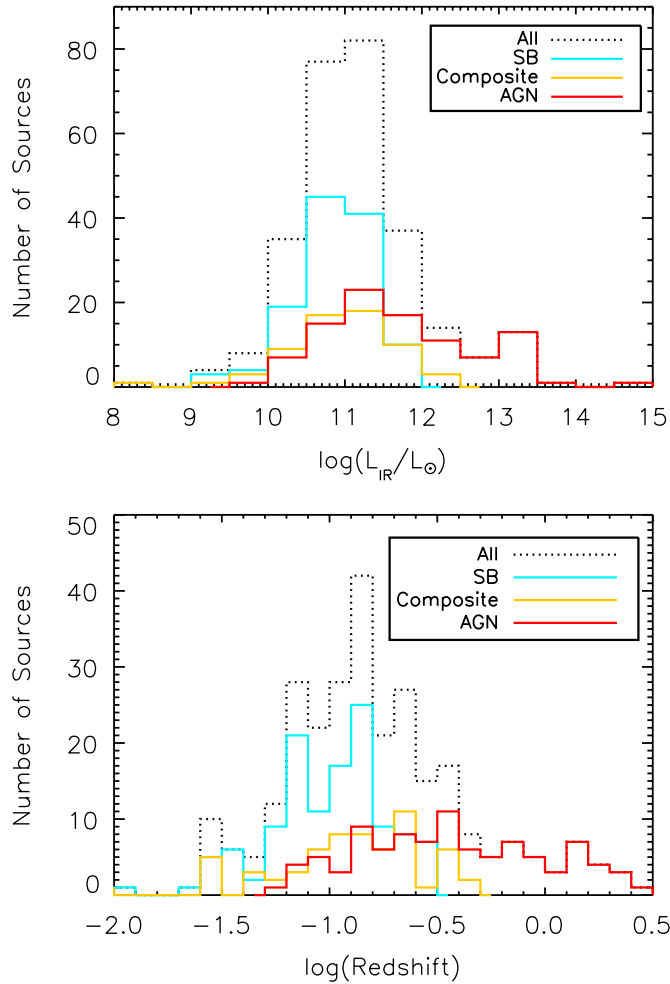 80
60
40
20
0
Number of Sources
All
SB
Composite
AGN
8 9 10 11 12 13 14 15
log(L_IR/L_⊙)
50
40
30
20
10
0
Number of Sources
All
SB
Composite
AGN
−2.0 −1.5 −1.0 −0.5 0.0 0.5
log(Redshift)